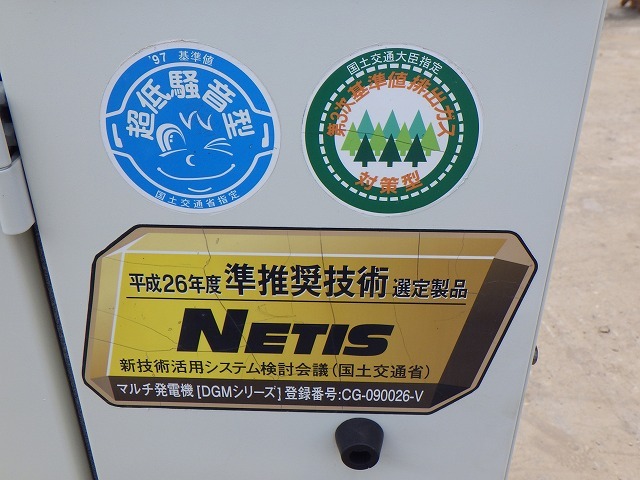 '97 基準値
超低騒音型
国土交通省指定
国土交通大臣指定
第3次基準値排出ガス
対策型
平成26年度 準推奨技術 選定製品
NETIS
新技術活用システム検討会議(国土交通省)
マルチ発電機[DGMシリーズ]登録番号:CG-090026-V